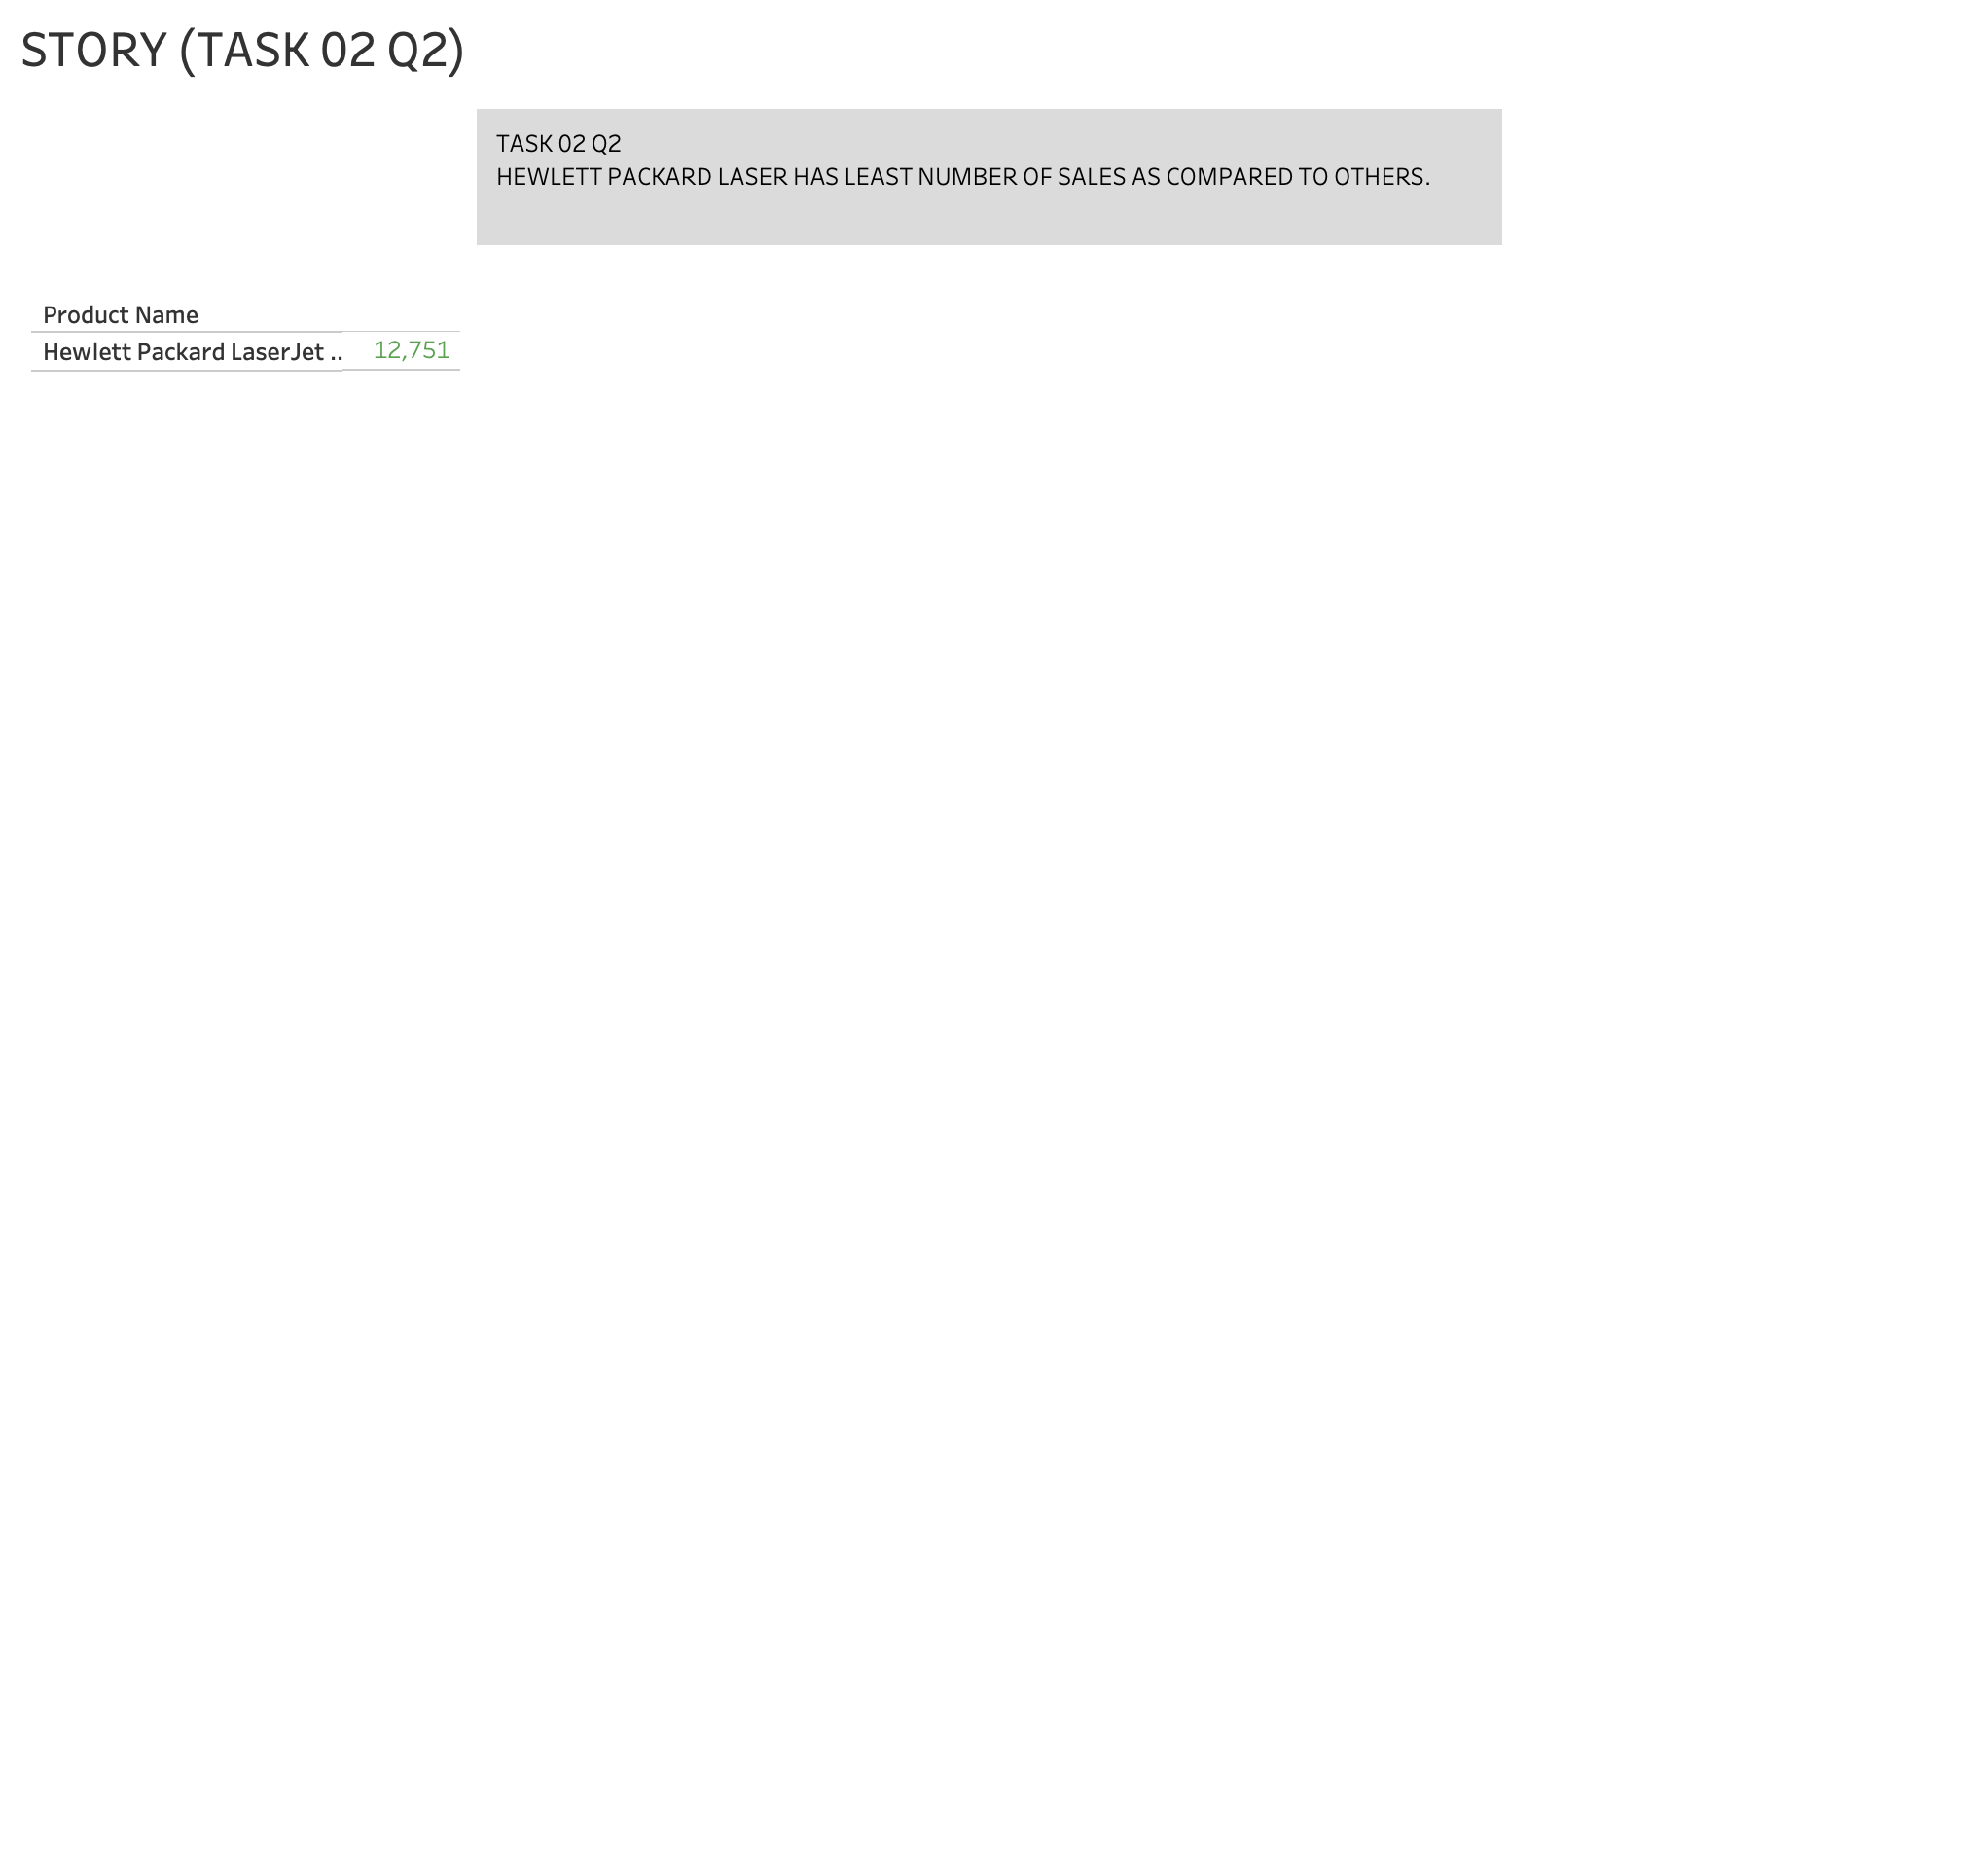 STORY (TASK 02 Q2)
TASK 02 Q2
HEWLETT PACKARD LASER HAS LEAST NUMBER OF SALES AS COMPARED TO OTHERS.
Product Name
Hewlett Packard LaserJet .. 12,751